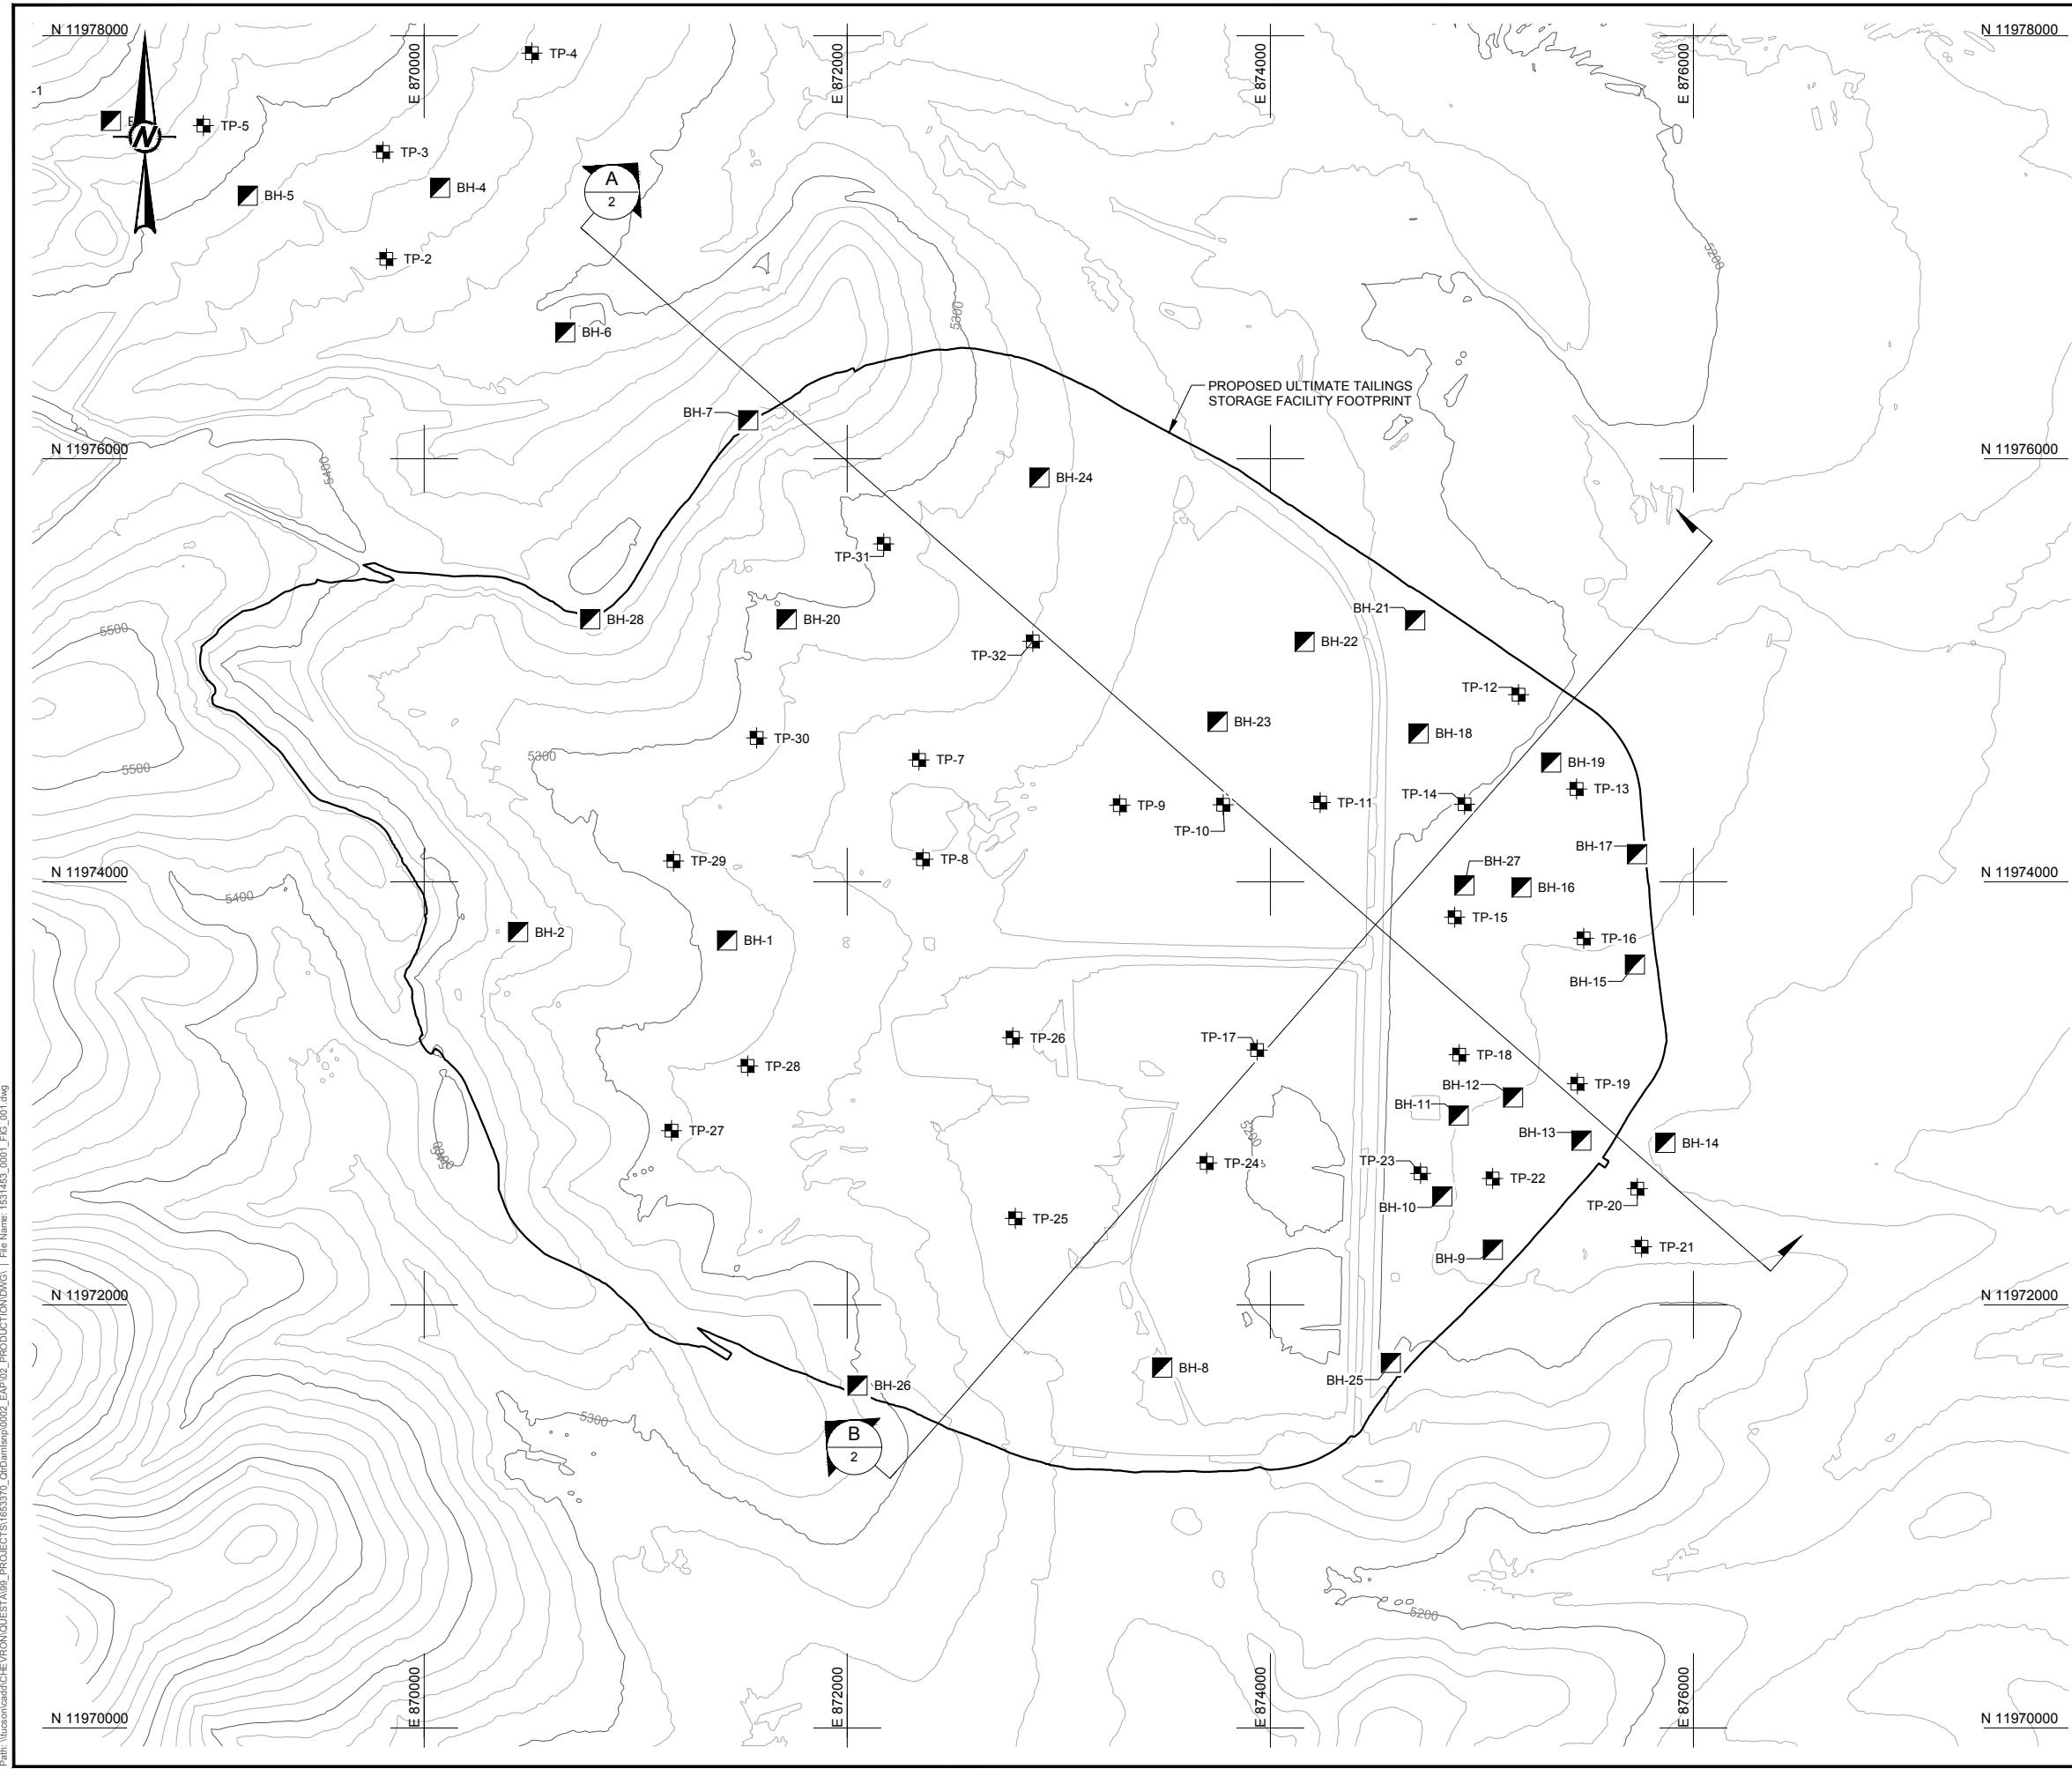 N 11978000
E 870000
E 872000
E 874000
E 876000
N 11978000
TP-4
-1
TP-5
TP-3
N
BH-5
BH-4
A
2
TP-2
5200
5300
BH-6
PROPOSED ULTIMATE TAILINGS
STORAGE FACILITY FOOTPRINT
BH-7
N 11976000
N 11976000
5400
BH-24
TP-31
BH-28
BH-20
BH-21
BH-22
5500
TP-32
TP-12
BH-23
BH-18
TP-30
5300
TP-7
BH-19
5500
TP-13
TP-9
TP-10
TP-11
TP-14
BH-17
TP-29
TP-8
BH-27
N 11974000
N 11974000
BH-16
5400
TP-15
BH-2
BH-1
TP-16
BH-15
TP-26
TP-17
TP-18
TP-28
TP-19
BH-12
BH-11
TP-27
5200
BH-13
BH-14
TP-24
TP-23
TP-22
BH-10
TP-20
TP-25
BH-9
TP-21
N 11972000
N 11972000
BH-8
BH-25
BH-26
5300
B
2
5200
E 870000
E 872000
E 874000
E 876000
N 11970000
N 11970000